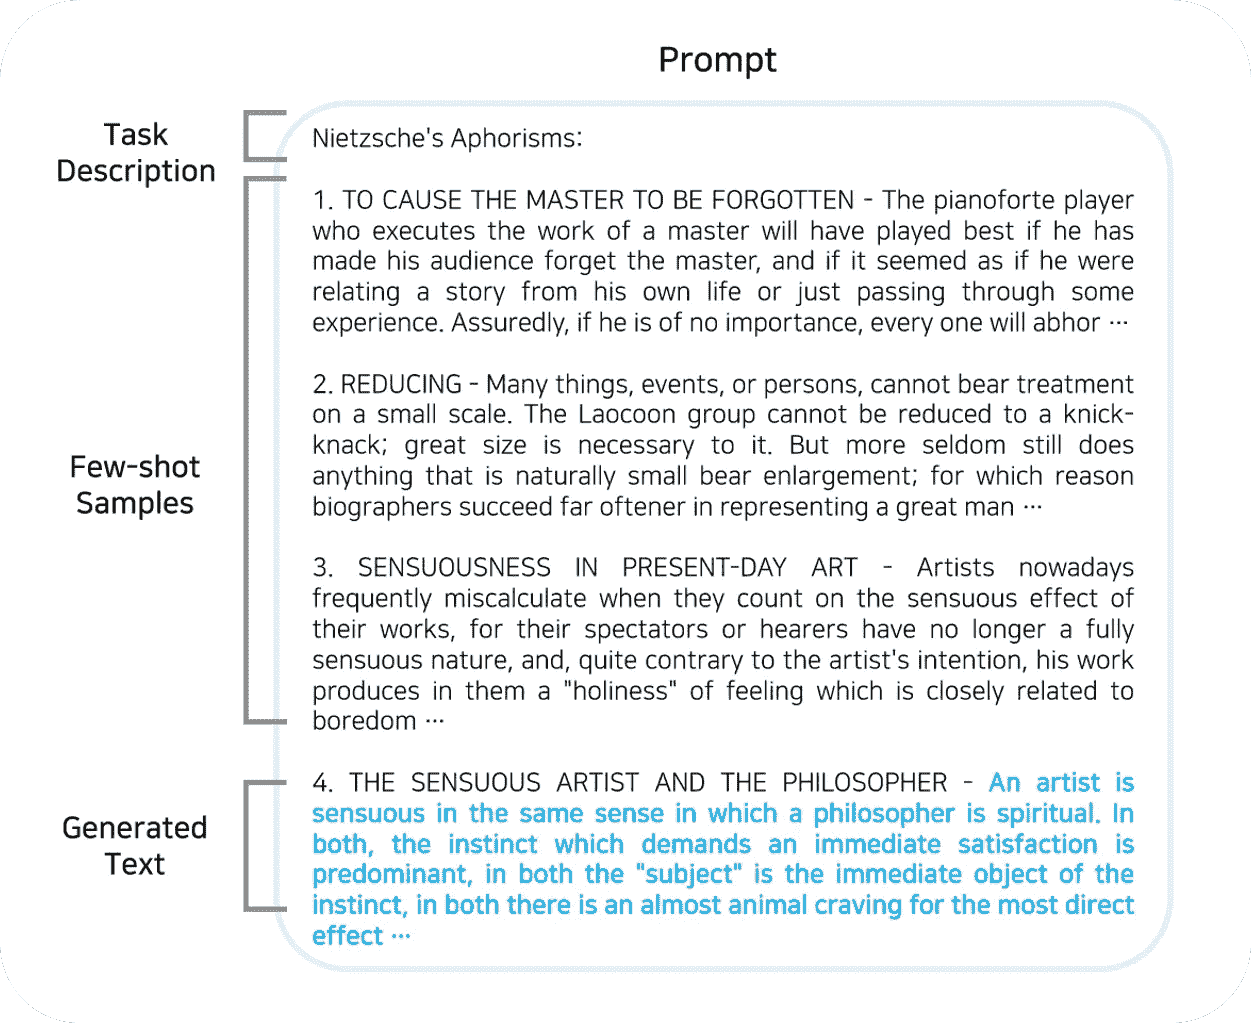 Prompt
Task
Description
Nietzsche's Aphorisms:
Few-shot
Samples
1. TO CAUSE THE MASTER TO BE FORGOTTEN - The pianoforte player
who executes the work of a master will have played best if he has
made his audience forget the master, and if it seemed as if he were
relating a story from his own life or just passing through some
experience. Assuredly, if he is of no importance, every one will abhor ···
2. REDUCING - Many things, events, or persons, cannot bear treatment
on a small scale. The Laocoon group cannot be reduced to a knick-
knack; great size is necessary to it. But more seldom still does
anything that is naturally small bear enlargement; for which reason
biographers succeed far oftener in representing a great man ···
3. SENSUOUSNESS IN PRESENT-DAY ART - Artists nowadays
frequently miscalculate when they count on the sensuous effect of
their works, for their spectators or hearers have no longer a fully
sensuous nature, and, quite contrary to the artist's intention, his work
produces in them a "holiness" of feeling which is closely related to
boredom ···
Generated
Text
4. THE SENSUOUS ARTIST AND THE PHILOSOPHER - An artist is
sensuous in the same sense in which a philosopher is spiritual. In
both, the instinct which demands an immediate satisfaction is
predominant, in both the "subject" is the immediate object of the
instinct, in both there is an almost animal craving for the most direct
effect ···